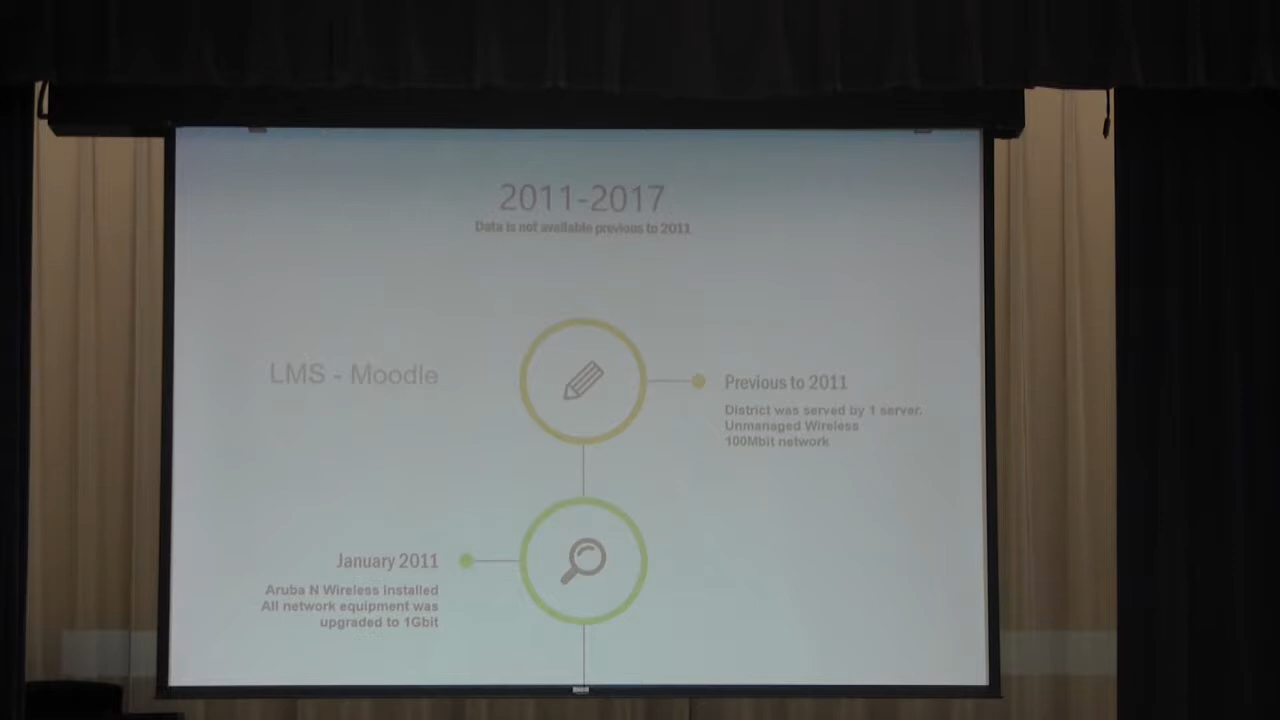 2011-2017
Data is not available previous to 2011
LMS - Moodle
Previous to 2011
District was served by 1 server.
Unmanaged Wireless
100Mbit network
January 2011
Aruba N Wireless installed
All network equipment was
upgraded to 1Gbit